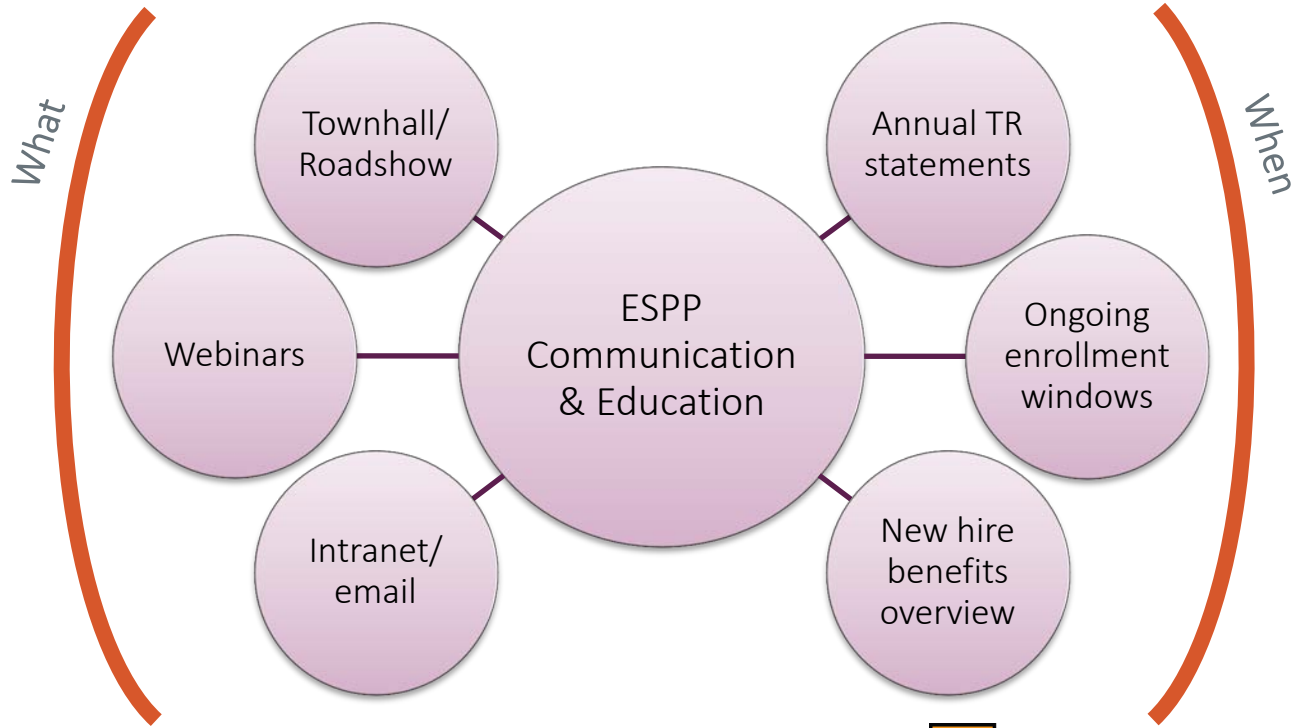 What
Townhall/
Roadshow
Webinars
Intranet/
email
ESPP
Communication
& Education
Annual TR
statements
Ongoing
enrollment
windows
New hire
benefits
overview
When